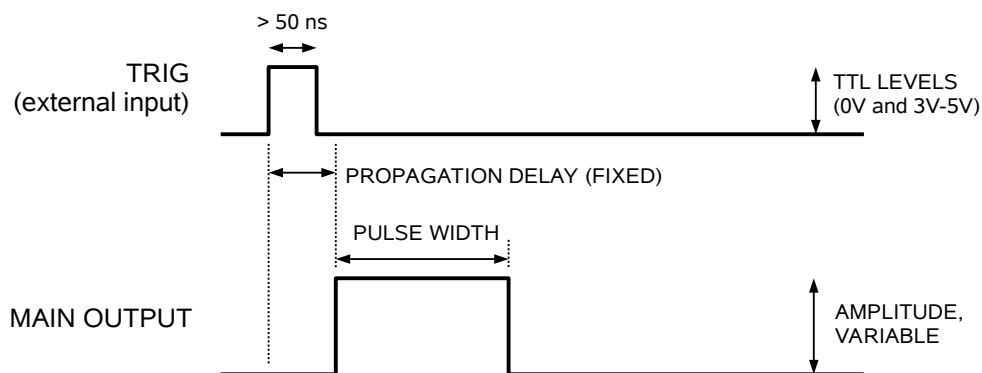 > 50 ns
TRIG
(external input)
TTL LEVELS
(0V and 3V-5V)
PROPAGATION DELAY (FIXED)
PULSE WIDTH
MAIN OUTPUT
AMPLITUDE,
VARIABLE